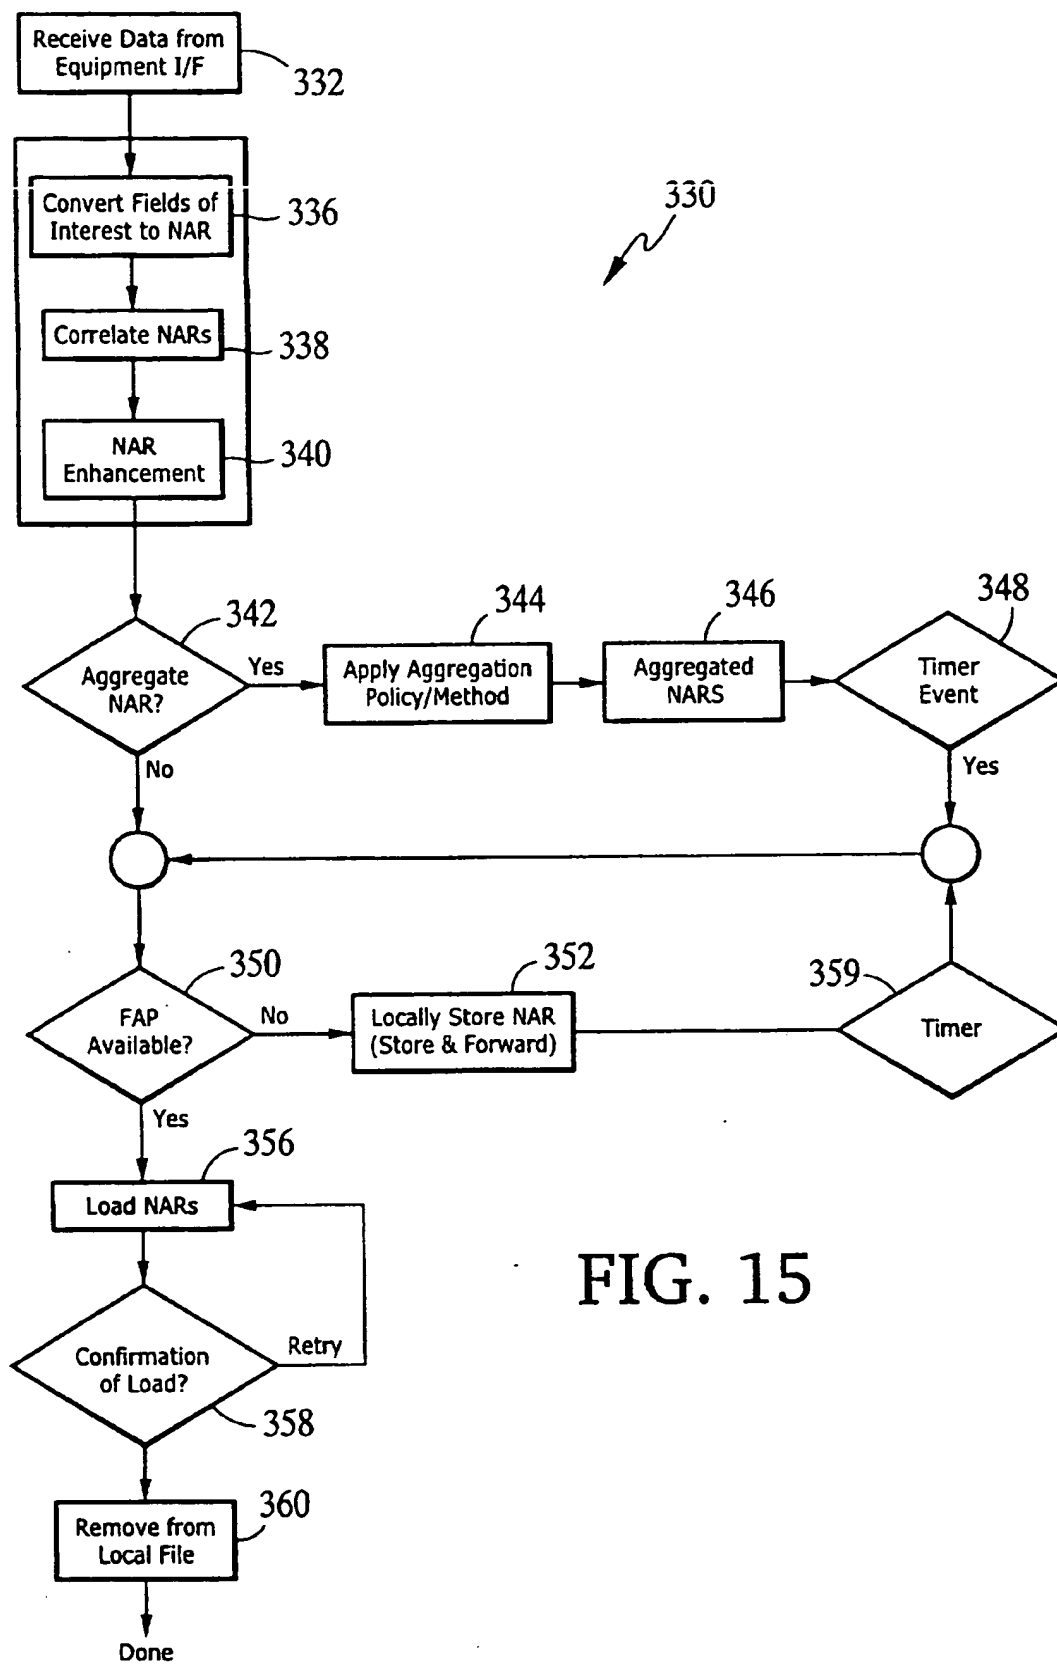 Receive Data from
Equipment I/F
332
Convert Fields of
Interest to NAR
336
330
Correlate NARs
338
NAR
Enhancement
340
342
344
346
348
Aggregate
NAR?
Yes
Apply Aggregation
Policy/Method
Aggregated
NARS
Timer
Event
No
Yes
350
352
359
FAP
Available?
No
Locally Store NAR
(Store & Forward)
Timer
Yes
356
Load NARs
FIG. 15
Confirmation
of Load?
Retry
358
360
Remove from
Local File
Done